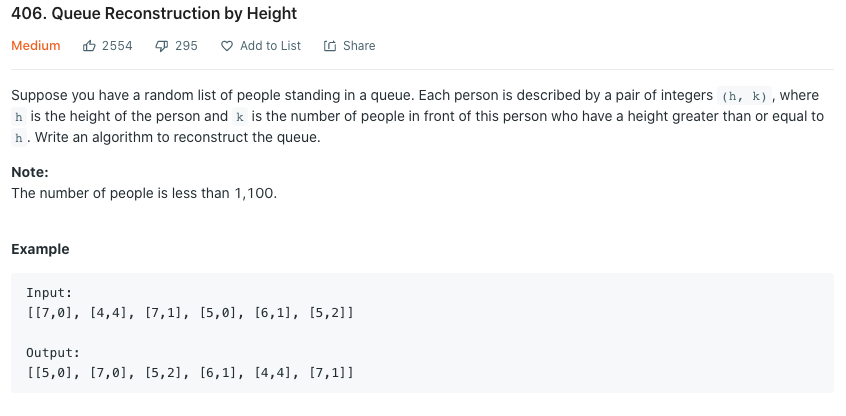 406. Queue Reconstruction by Height
Medium 2554 295 Add to List Share
Suppose you have a random list of people standing in a queue. Each person is described by a pair of integers (h, k), where
h is the height of the person and k is the number of people in front of this person who have a height greater than or equal to
h. Write an algorithm to reconstruct the queue.
Note:
The number of people is less than 1,100.
Example
Input:
[[7,0], [4,4], [7,1], [5,0], [6,1], [5,2]]
Output:
[[5,0], [7,0], [5,2], [6,1], [4,4], [7,1]]